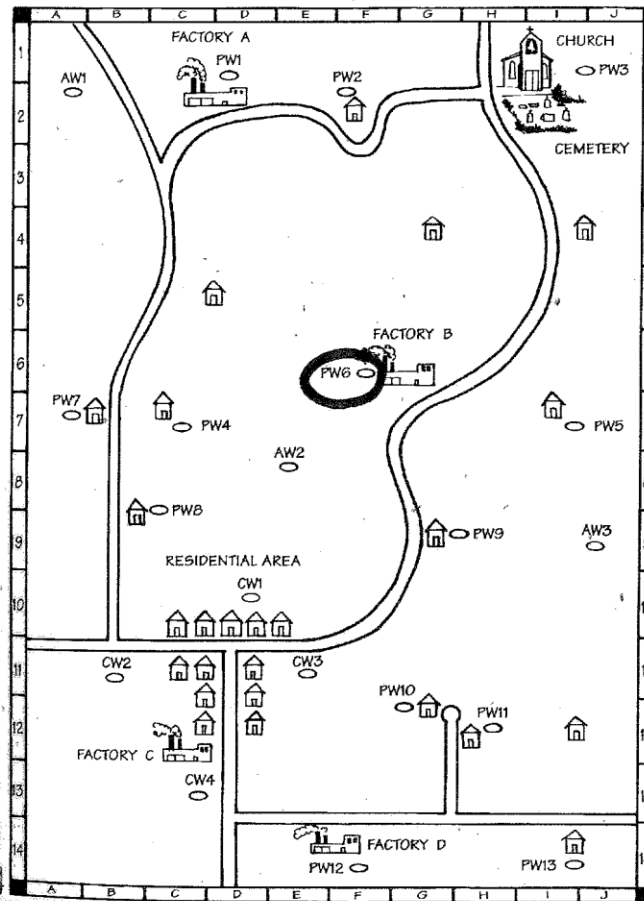 A B C D E F G H I J
1
FACTORY A
CHURCH
PW1
PW3
AW1
PW2
2
CEMETERY
3
4
5
FACTORY B
6
PW6
PW7
7
PW4
PW5
AW2
8
PW8
9
PW9
AW3
RESIDENTIAL AREA
CW1
10
11
CW2
CW3
PW10
PW11
12
FACTORY C
CW4
13
FACTORY D
14
PW12
PW13
A B C D E F G H I J